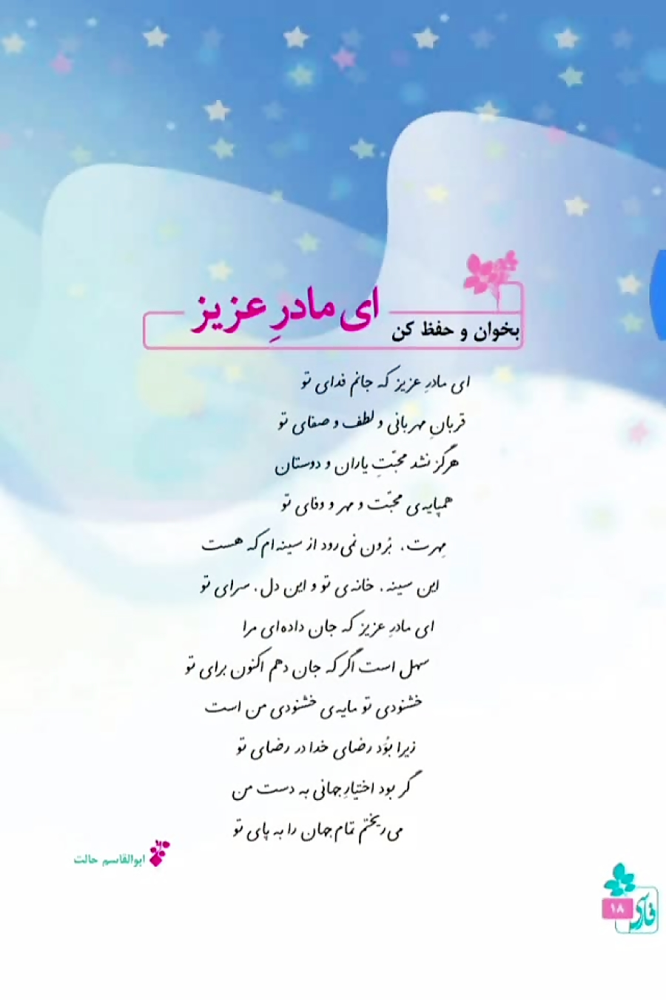 ای مادرِ عزیز
بخوان و حفظ کن
ای مادرِ عزیز که جانم فدای تو
قربانِ مهربانی و لطف و صفای تو
هرگز نشد محبّتِ یاران و دوستان
همپایه‌ی محبّت و مهر و وفای تو
مِهرت، بُرون نمی‌رود از سینه‌ام که هست
این سینه، خانه‌ی تو و این دل، سرای تو
ای مادرِ عزیز که جان داده‌ای مرا
سهل است اگر که جان دهم اکنون برای تو
خشنودی تو مایه‌ی خشنودی من است
زیرا بُوَد رضای خدا در رضای تو
گر بود اختیارِ جهانی به دست من
می‌ریختم تمام جهان را به پای تو
ابوالقاسم حالت
فارسی
۱۸